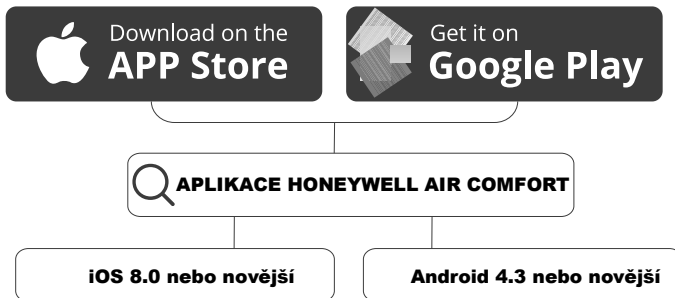 Download on the
APP Store
Get it on
Google Play
APLIKACE HONEYWELL AIR COMFORT
iOS 8.0 nebo novější
Android 4.3 nebo novější